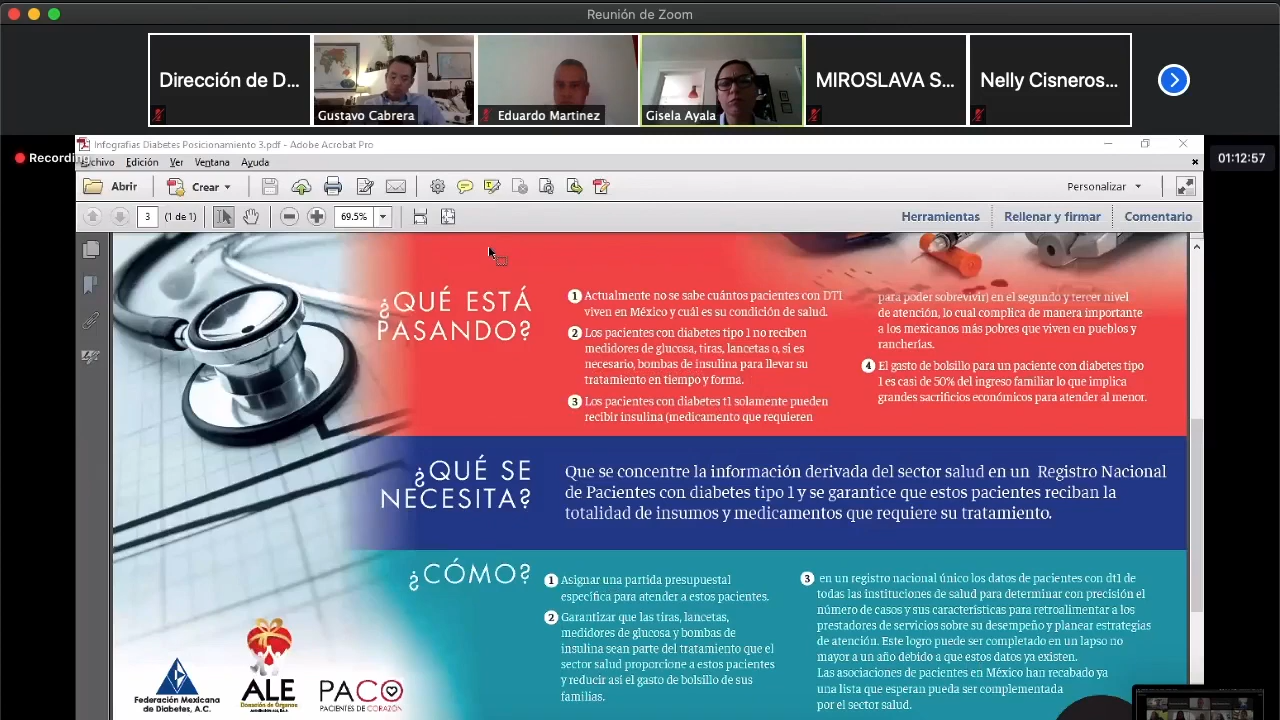 Reunión de Zoom
Dirección de D...
Gustavo Cabrera
Eduardo Martinez
Gisela Ayala
MIROSLAVA S...
Nelly Cisneros...
Recording
01:12:57
Infografias Diabetes Posicionamiento 3.pdf - Adobe Acrobat Pro
Archivo Edición Ver Ventana Ayuda
Abrir Crear Personalizar
3 (1 de 1) 69.5% Herramientas Rellenar y firmar Comentario
¿QUÉ ESTÁ
PASANDO?
1 Actualmente no se sabe cuántos pacientes con DT1
viven en México y cuál es su condición de salud.
2 Los pacientes con diabetes tipo 1 no reciben
medidores de glucosa, tiras, lancetas o, si es
necesario, bombas de insulina para llevar su
tratamiento en tiempo y forma.
3 Los pacientes con diabetes t1 solamente pueden
recibir insulina (medicamento que requieren
para poder sobrevivir) en el segundo y tercer nivel
de atención, lo cual complica de manera importante
a los mexicanos más pobres que viven en pueblos y
rancherías.
4 El gasto de bolsillo para un paciente con diabetes tipo
1 es casi de 50% del ingreso familiar lo que implica
grandes sacrificios económicos para atender al menor.
¿QUÉ SE
NECESITA?
Que se concentre la información derivada del sector salud en un Registro Nacional
de Pacientes con diabetes tipo 1 y se garantice que estos pacientes reciban la
totalidad de insumos y medicamentos que requiere su tratamiento.
¿CÓMO?
1 Asignar una partida presupuestal
específica para atender a estos pacientes.
2 Garantizar que las tiras, lancetas,
medidores de glucosa y bombas de
insulina sean parte del tratamiento que el
sector salud proporcione a estos pacientes
y reducir así el gasto de bolsillo de sus
familias.
3 en un registro nacional único los datos de pacientes con dt1 de
todas las instituciones de salud para determinar con precisión el
número de casos y sus características para retroalimentar a los
prestadores de servicios sobre su desempeño y planear estrategias
de atención. Este logro puede ser completado en un lapso no
mayor a un año debido a que estos datos ya existen.
Las asociaciones de pacientes en México han recabado ya
una lista que esperan pueda ser complementada
por el sector salud.
Federación Mexicana
de Diabetes, A.C.
ALE
Donación de Órganos
PACO
PACIENTES DE CORAZÓN